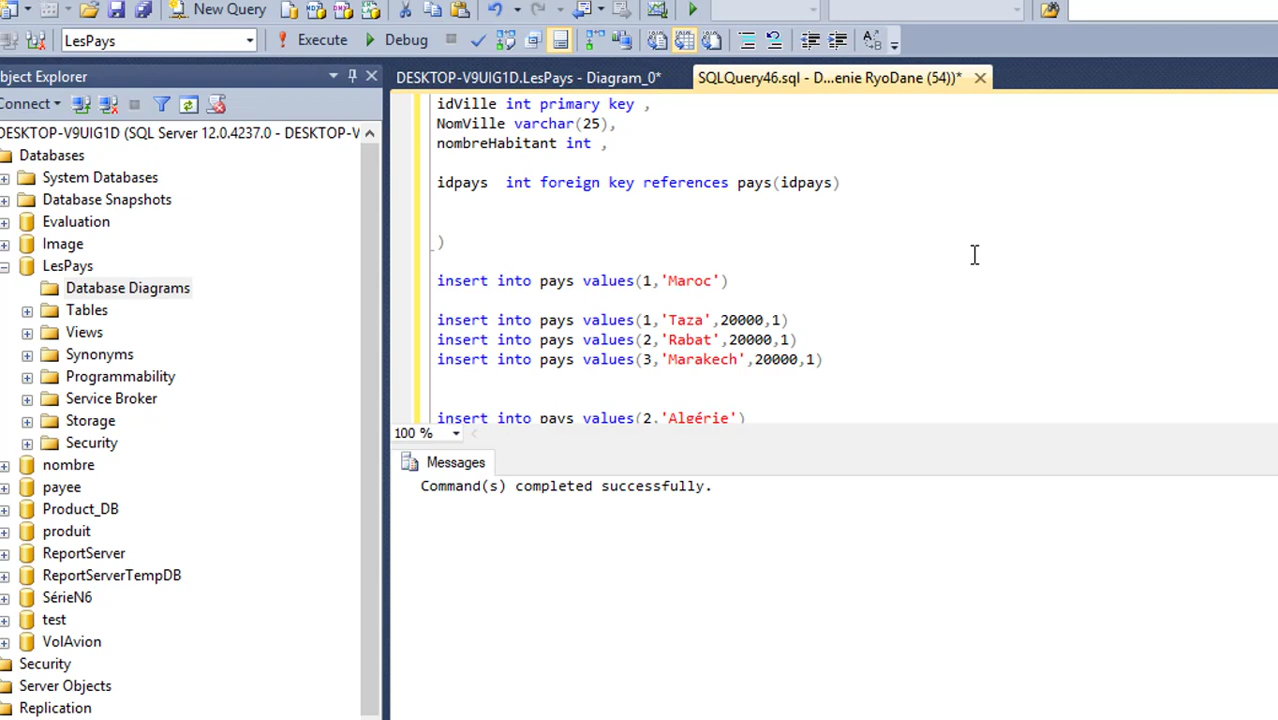 New Query
LesPays
Execute
Debug
bject Explorer
DESKTOP-V9UIG1D.LesPays - Diagram_0*
SQLQuery46.sql - D...enie RyoDane (54))*
Connect
DESKTOP-V9UIG1D (SQL Server 12.0.4237.0 - DESKTOP-V
Databases
System Databases
Database Snapshots
Evaluation
Image
LesPays
Database Diagrams
Tables
Views
Synonyms
Programmability
Service Broker
Storage
Security
nombre
payee
Product_DB
produit
ReportServer
ReportServerTempDB
SérieN6
test
VolAvion
Security
Server Objects
Replication
idVille int primary key ,
NomVille varchar(25),
nombreHabitant int ,
idpays  int foreign key references pays(idpays)
)
insert into pays values(1,'Maroc')
insert into pays values(1,'Taza',20000,1)
insert into pays values(2,'Rabat',20000,1)
insert into pays values(3,'Marakech',20000,1)
insert into pays values(2,'Algérie')
100 %
Messages
Command(s) completed successfully.